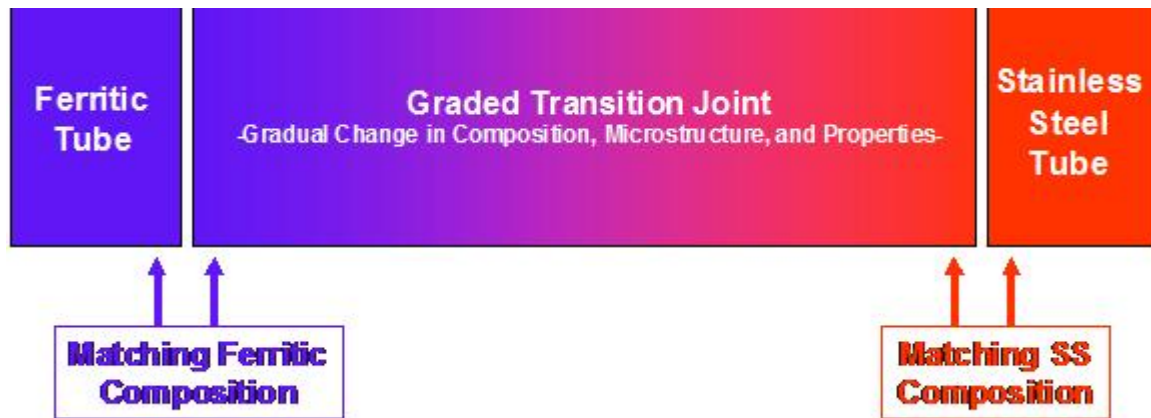 Ferritic
Tube
Graded Transition Joint
-Gradual Change in Composition, Microstructure, and Properties-
Stainless
Steel
Tube
Matching Ferritic
Composition
Matching SS
Composition